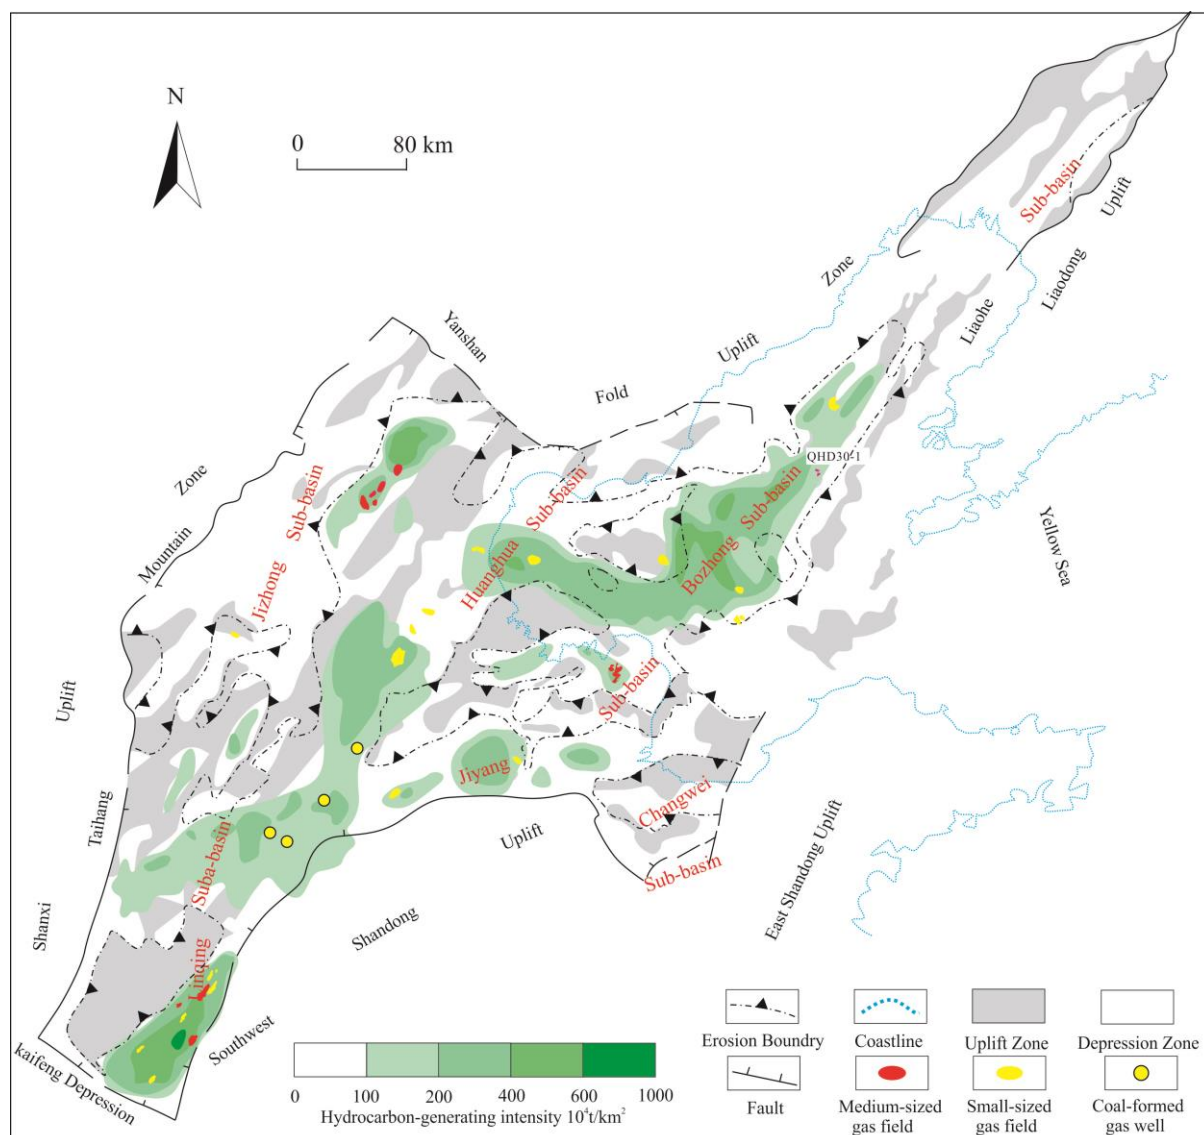 N
0 80 km
Sub-basin
Uplift
Liaodong
Liaohe
Zone
Uplift
Yanshan
Fold
QHD30-1
Sub-basin
Bozhong
Sub-basin
Huanghua
Yellow Sea
Zone
Mountain
Sub-basin
Jizhong
Uplift
Taihang
Shanxi
Sub-basin
Jiyang
Changwei
Sub-basin
Uplift
Shandong
Southwest
East Shandong Uplift
Suba-basin
Linqing
kaifeng Depression
0 100 200 400 600 1000
Hydrocarbon-generating intensity 10⁴t/km²
Erosion Boundry
Coastline
Uplift Zone
Depression Zone
Fault
Medium-sized
gas field
Small-sized
gas field
Coal-formed
gas well